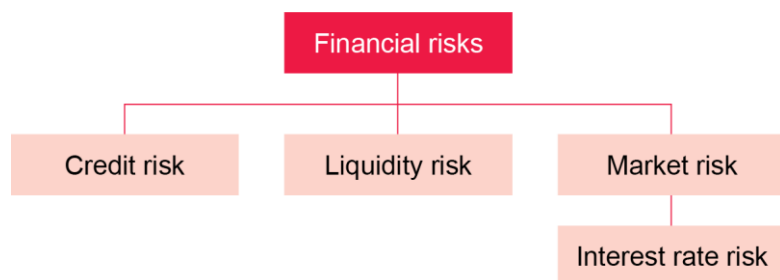 Financial risks
Credit risk
Liquidity risk
Market risk
Interest rate risk